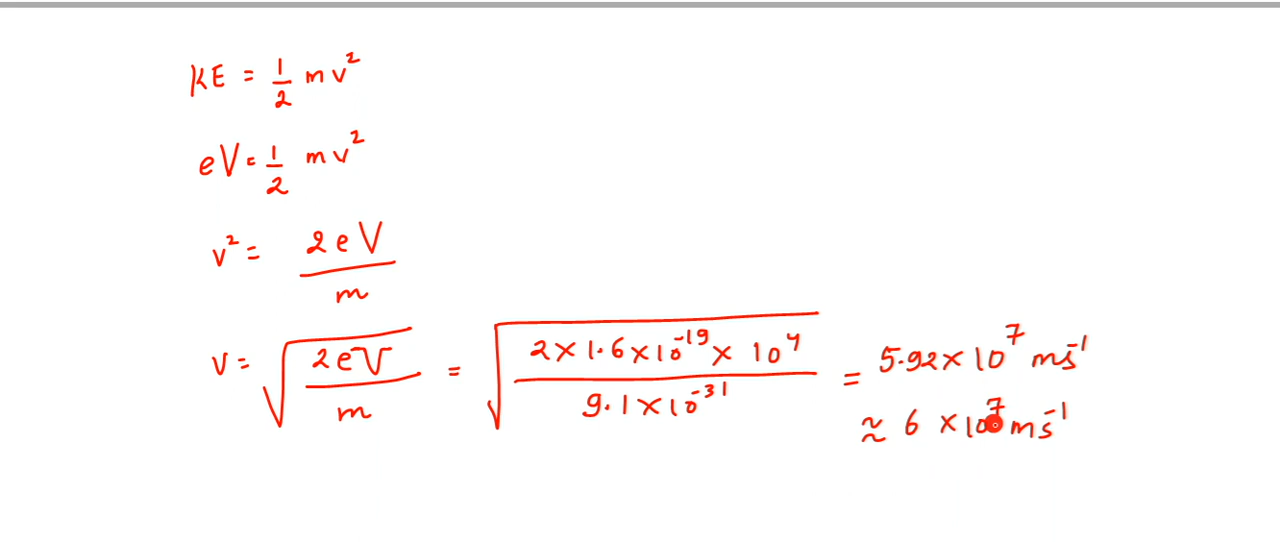 KE = 1/2 mv²
eV = 1/2 mv²
v² = 2eV/m
v = √(2eV/m) = √(2×1.6×10⁻¹⁹×10⁴/9.1×10⁻³¹) = 5.92×10⁷ ms⁻¹
≈ 6×10⁷ ms⁻¹